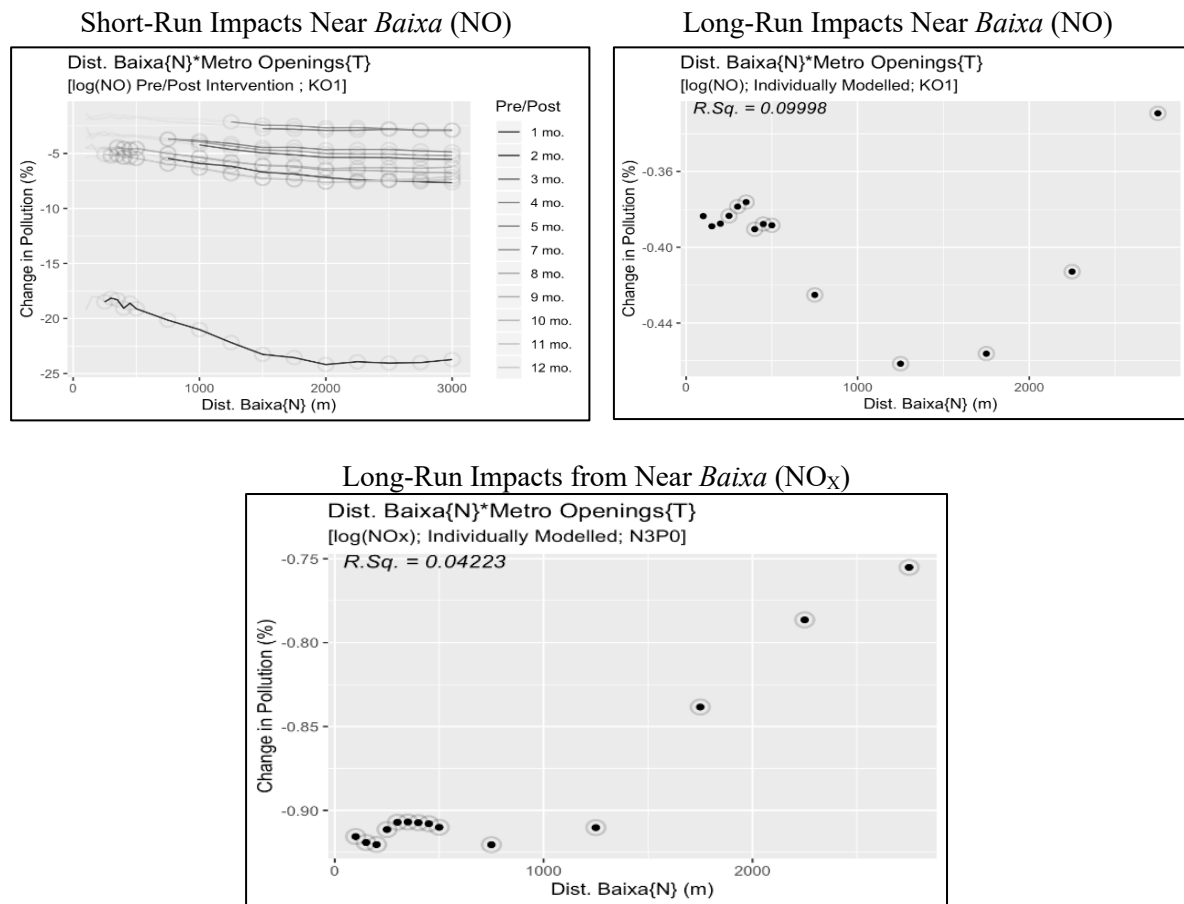 Short-Run Impacts Near Baixa (NO)
Dist. Baixa{N}*Metro Openings{T}
[log(NO) Pre/Post Intervention ; KO1]
Change in Pollution (%)
-5
-10
-15
-20
-25
0
1000
2000
3000
Dist. Baixa{N} (m)
Pre/Post
1 mo.
2 mo.
3 mo.
4 mo.
5 mo.
7 mo.
8 mo.
9 mo.
10 mo.
11 mo.
12 mo.
Long-Run Impacts Near Baixa (NO)
Dist. Baixa{N}*Metro Openings{T}
[log(NO); Individually Modelled; KO1]
R.Sq. = 0.09998
Change in Pollution (%)
-0.36
-0.40
-0.44
0
1000
2000
Dist. Baixa{N} (m)
Long-Run Impacts from Near Baixa (NOX)
Dist. Baixa{N}*Metro Openings{T}
[log(NOx); Individually Modelled; N3P0]
R.Sq. = 0.04223
Change in Pollution (%)
-0.75
-0.80
-0.85
-0.90
0
1000
2000
Dist. Baixa{N} (m)